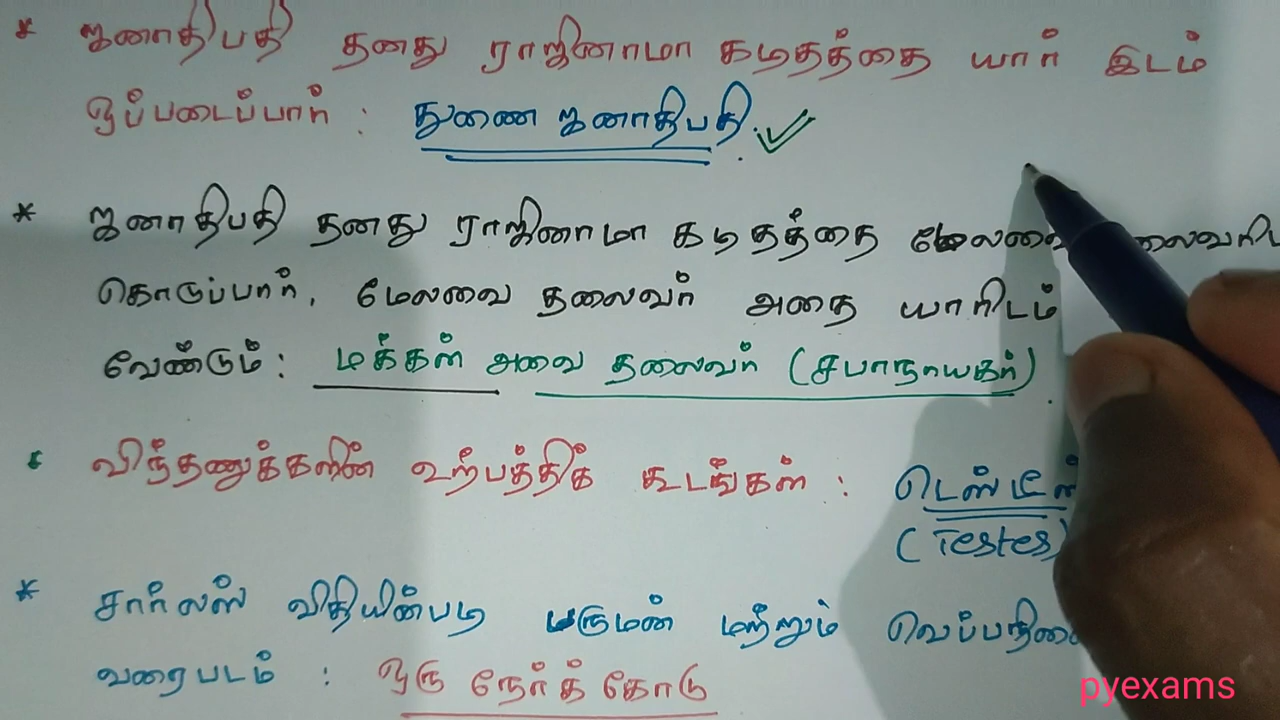 * ஜனாதிபதி தனது ராஜினாமா கடிதத்தை யார் இடம்
ஒப்படைப்பார் : துணை ஜனாதிபதி.
* ஜனாதிபதி தனது ராஜினாமா கடிதத்தை
கொடுப்பார், மேலவை தலைவர் அதை யாரிடம்
வேண்டும் : மக்கள் அவை தலைவர் (சபாநாயகர்).
* விந்தணுக்களின் உற்பத்திக் கூடங்கள் :
(Testes)
* சார்லஸ் விதியின்படி பருமன் மற்றும்
வரைபடம் : ஒரு நேர்க் கோடு
pyexams